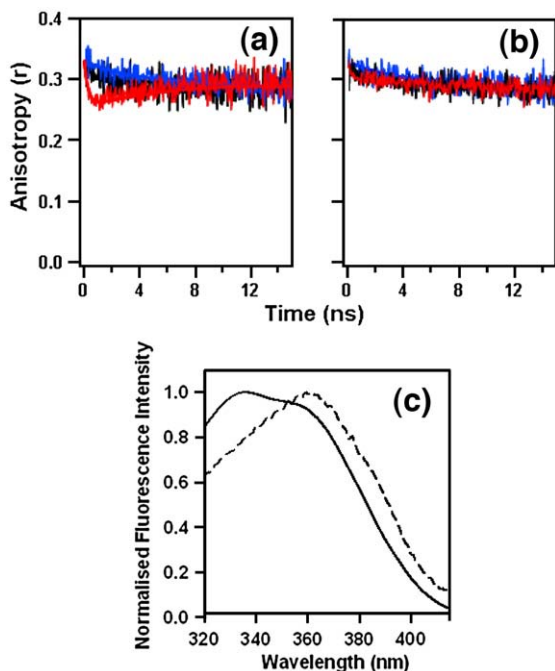 (a)
(b)
0.4
0.3
0.2
0.1
0.0
Anisotropy (r)
0 4 8 12
0 4 8 12
Time (ns)
(c)
1.0
0.8
0.6
0.4
0.2
0.0
Normalised Fluorescence Intensity
320 340 360 380 400
Wavelength (nm)